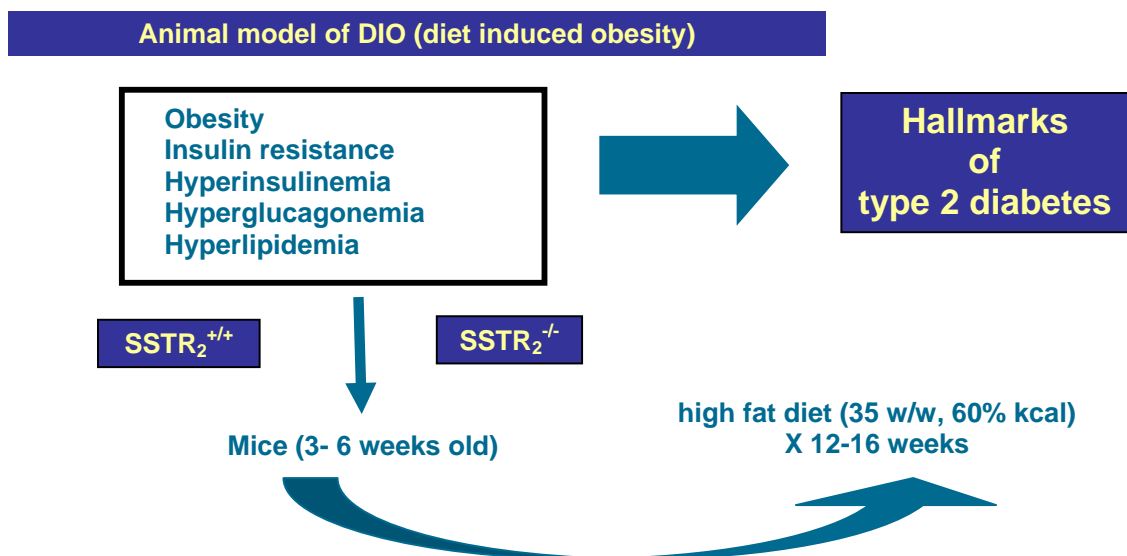 Animal model of DIO (diet induced obesity)
Obesity
Insulin resistance
Hyperinsulinemia
Hyperglucagonemia
Hyperlipidemia
Hallmarks
of
type 2 diabetes
SSTR₂⁺/⁺
SSTR₂⁻/⁻
Mice (3- 6 weeks old)
high fat diet (35 w/w, 60% kcal)
X 12-16 weeks